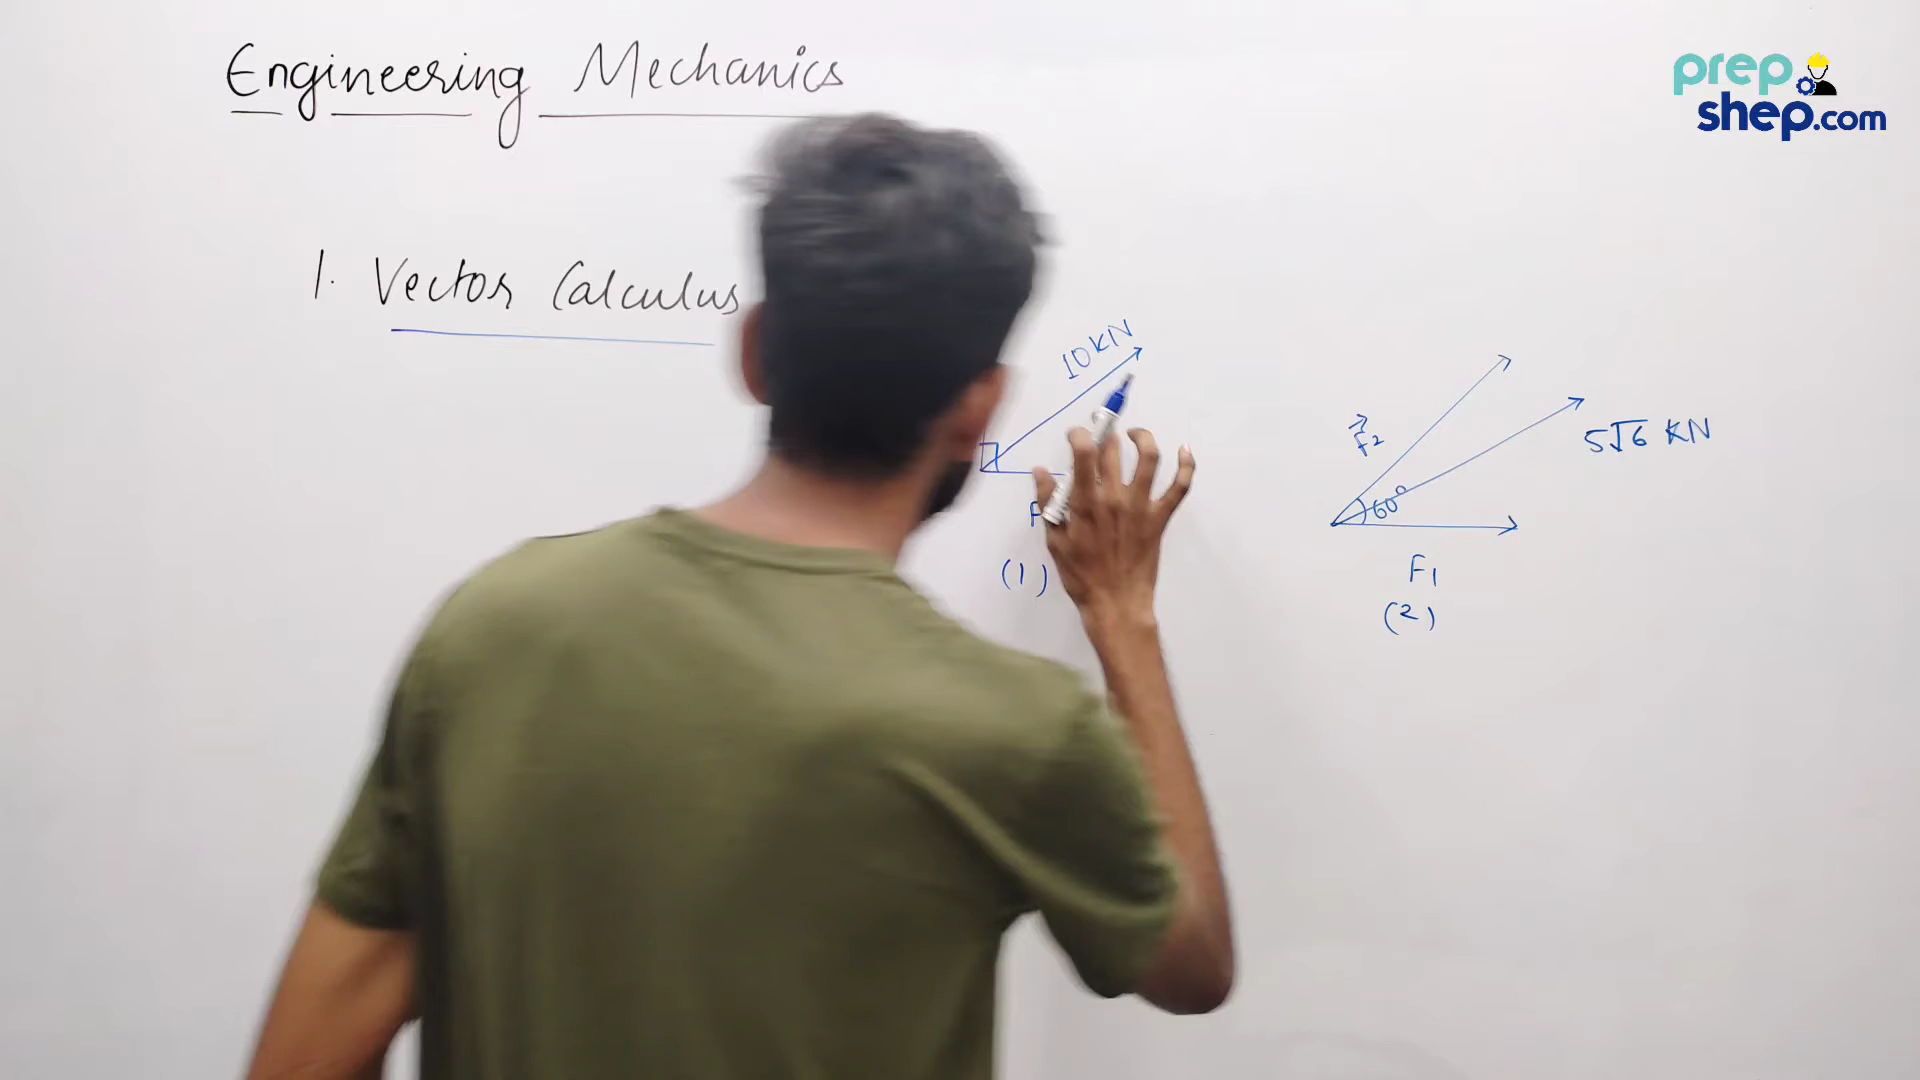 Engineering Mechanics
prep
shep.com
1. Vector Calculus
10 KN
F2
5√6 KN
60°
F1
(1)
(2)